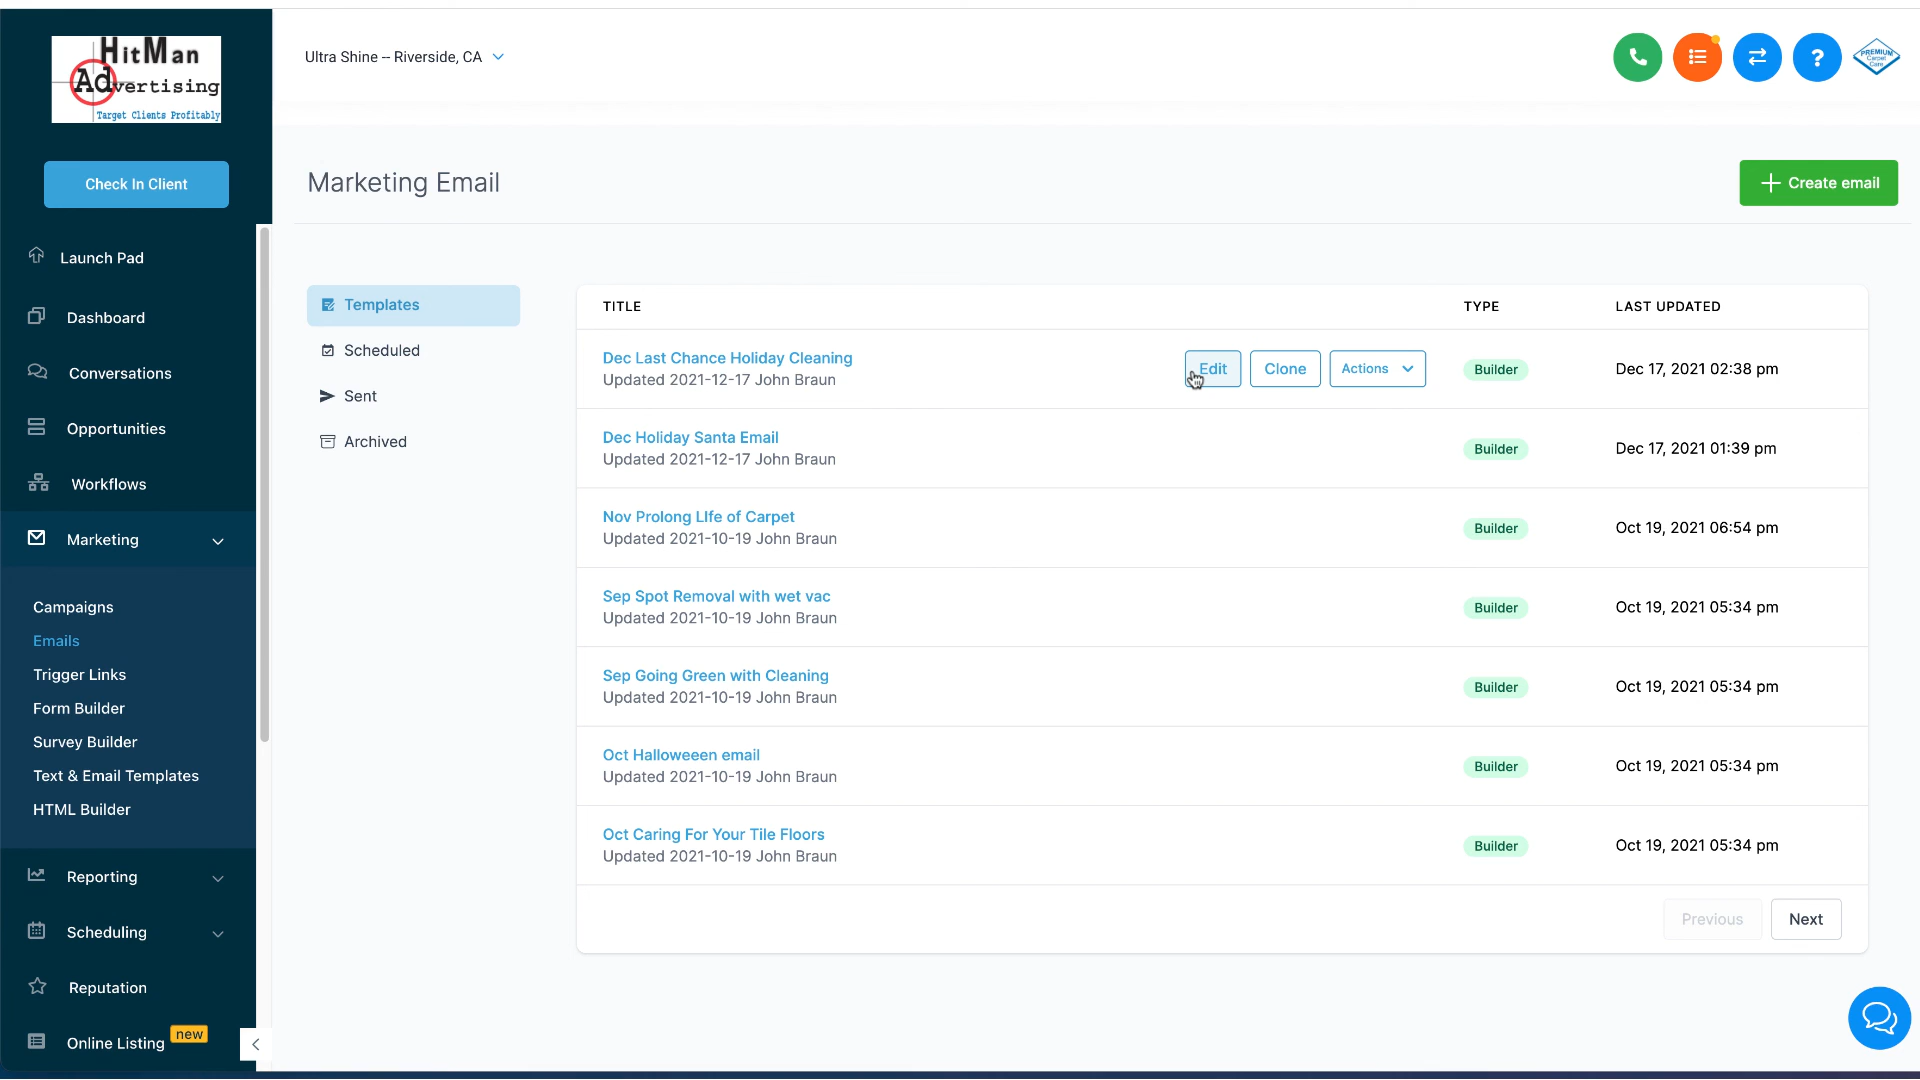 HitMan
Advertising
Target Clients Profitably
Ultra Shine -- Riverside, CA
PREMIUM
Carpet
Care
Check In Client
Marketing Email
Create email
Launch Pad
Dashboard
Conversations
Opportunities
Workflows
Marketing
Campaigns
Emails
Trigger Links
Form Builder
Survey Builder
Text & Email Templates
HTML Builder
Reporting
Scheduling
Reputation
Online Listing new
Templates
Scheduled
Sent
Archived
TITLE TYPE LAST UPDATED
Dec Last Chance Holiday Cleaning
Updated 2021-12-17 John Braun
Edit Clone Actions Builder Dec 17, 2021 02:38 pm
Dec Holiday Santa Email
Updated 2021-12-17 John Braun
Builder Dec 17, 2021 01:39 pm
Nov Prolong LIfe of Carpet
Updated 2021-10-19 John Braun
Builder Oct 19, 2021 06:54 pm
Sep Spot Removal with wet vac
Updated 2021-10-19 John Braun
Builder Oct 19, 2021 05:34 pm
Sep Going Green with Cleaning
Updated 2021-10-19 John Braun
Builder Oct 19, 2021 05:34 pm
Oct Halloweeen email
Updated 2021-10-19 John Braun
Builder Oct 19, 2021 05:34 pm
Oct Caring For Your Tile Floors
Updated 2021-10-19 John Braun
Builder Oct 19, 2021 05:34 pm
Previous Next